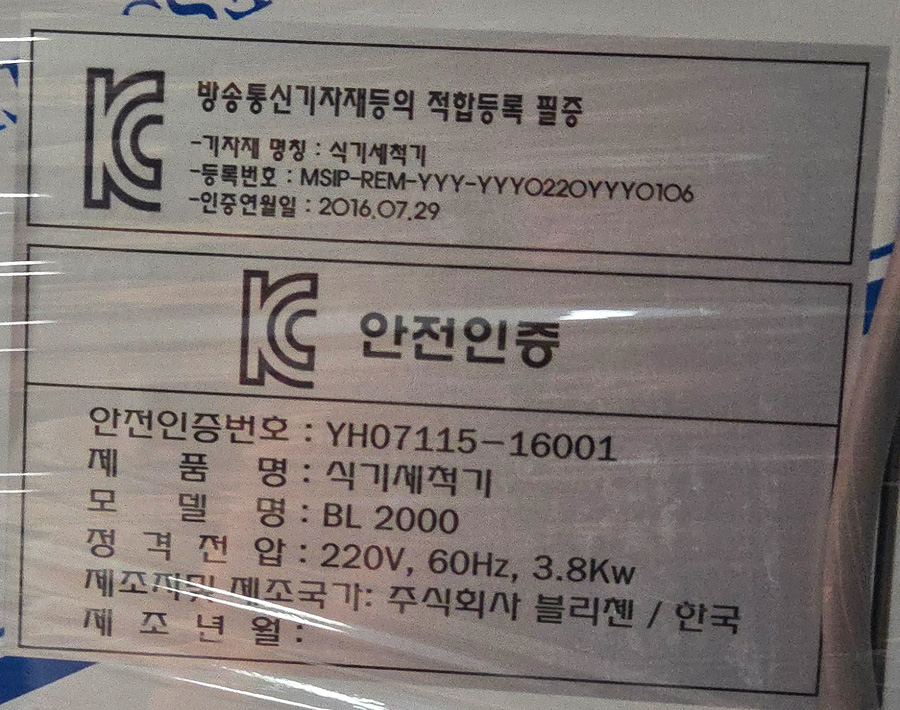 방송통신기자재등의 적합등록 필증
-기자재 명칭 : 식기세척기
-등록번호 : MSIP-REM-YYY-YYY0220YYY0106
-인증연월일 : 2016.07.29
안전인증
안전인증번호 : YH07115-16001
제 품 명 : 식기세척기
모 델 명 : BL 2000
정 격 전 압 : 220V, 60Hz, 3.8Kw
제조자및 제조국가: 주식회사 블리첸 / 한국
제 조 년 월 :